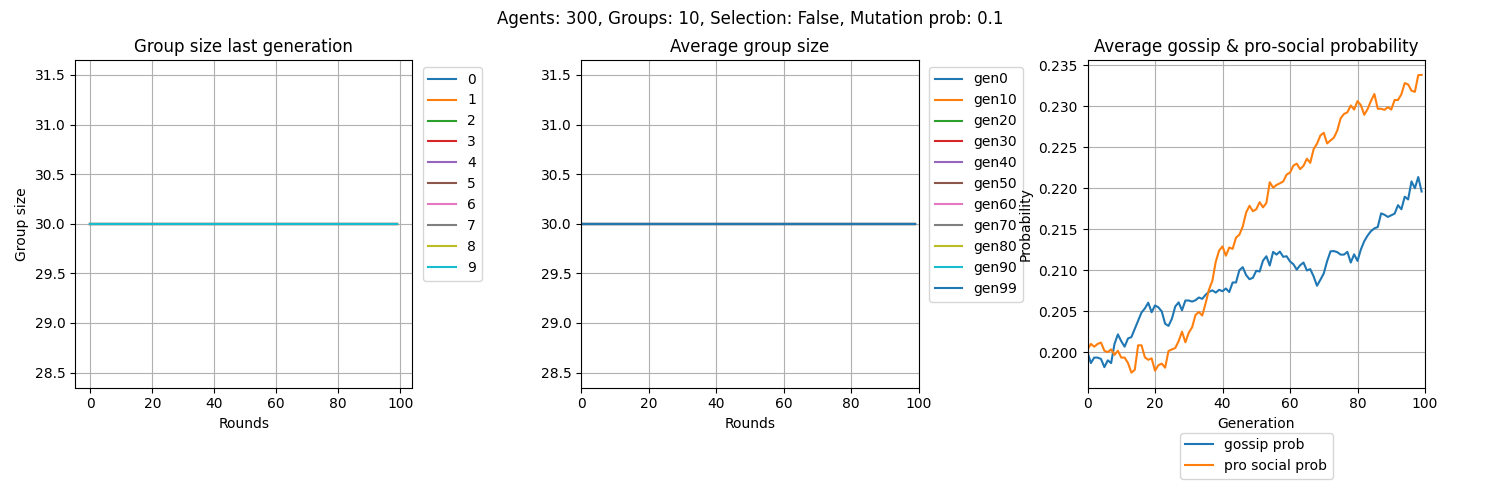 Agents: 300, Groups: 10, Selection: False, Mutation prob: 0.1
Group size last generation
Group size
31.5
31.0
30.5
30.0
29.5
29.0
28.5
0 20 40 60 80 100
Rounds
0
1
2
3
4
5
6
7
8
9
Average group size
31.5
31.0
30.5
30.0
29.5
29.0
28.5
0 20 40 60 80 100
Rounds
gen0
gen10
gen20
gen30
gen40
gen50
gen60
gen70
gen80
gen90
gen99
Average gossip & pro-social probability
Probability
0.235
0.230
0.225
0.220
0.215
0.210
0.205
0.200
0 20 40 60 80 100
Generation
gossip prob
pro social prob